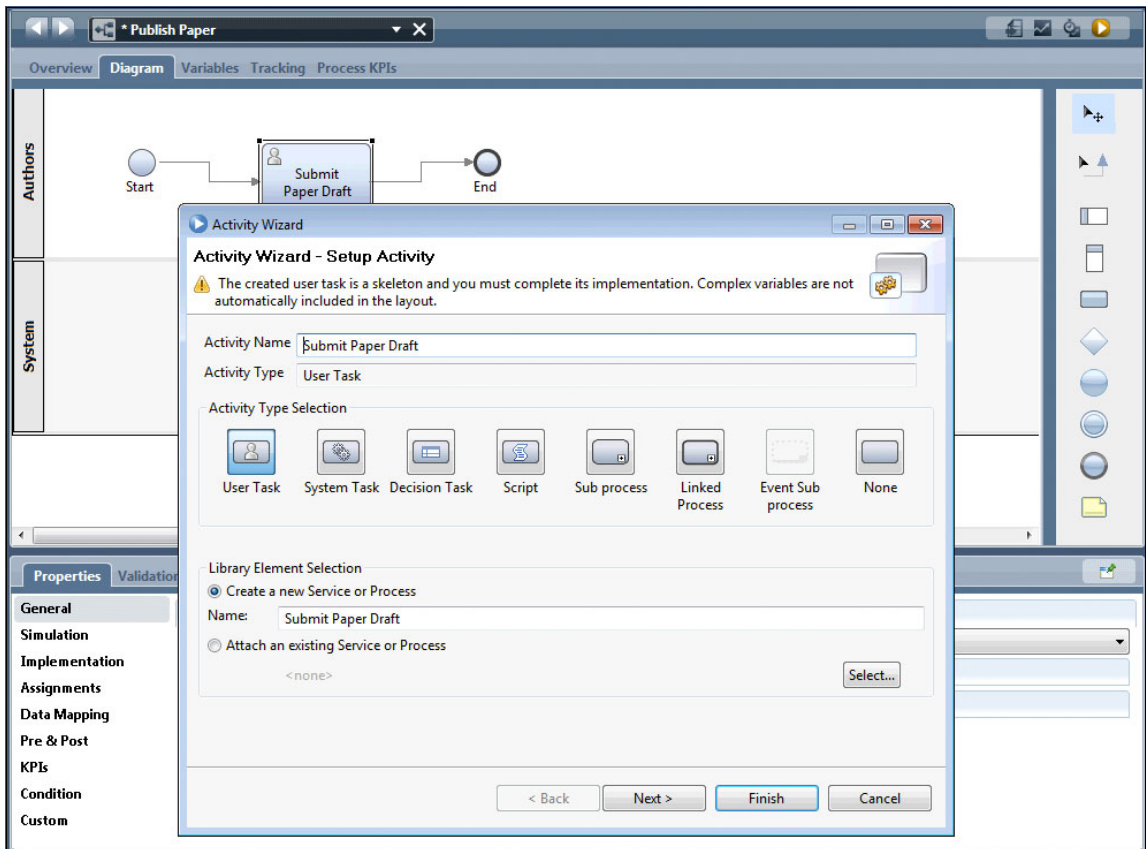 * Publish Paper
Overview Diagram Variables Tracking Process KPIs
Authors
Start
Submit
Paper Draft
End
System
Activity Wizard
Activity Wizard - Setup Activity
The created user task is a skeleton and you must complete its implementation. Complex variables are not
automatically included in the layout.
Activity Name Submit Paper Draft
Activity Type User Task
Activity Type Selection
User Task System Task Decision Task Script Sub process Linked
Process Event Sub
process None
Library Element Selection
Create a new Service or Process
Name: Submit Paper Draft
Attach an existing Service or Process
<none> Select...
< Back Next > Finish Cancel
Properties Validation
General
Simulation
Implementation
Assignments
Data Mapping
Pre & Post
KPIs
Condition
Custom